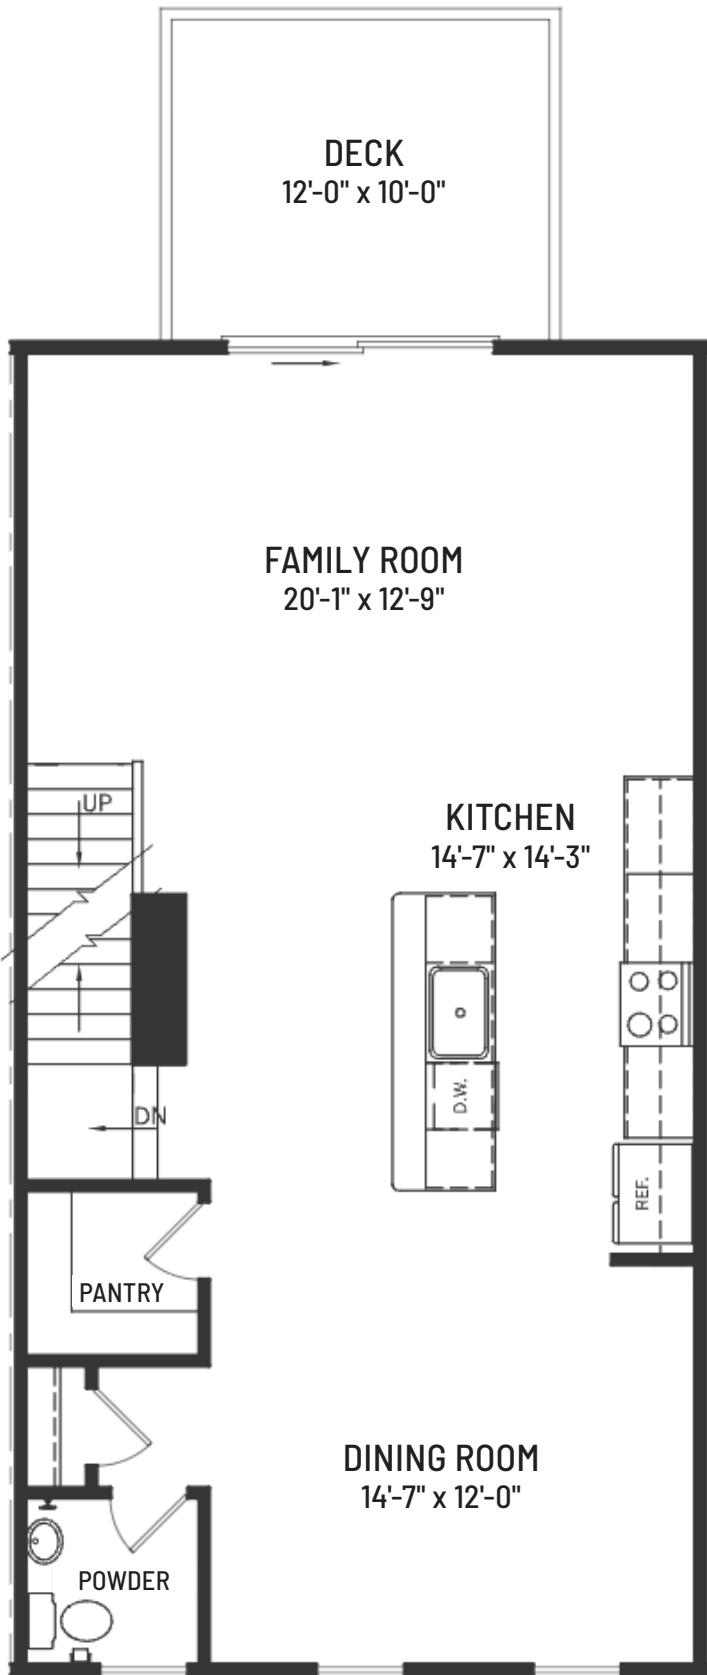 DECK
12'-0" x 10'-0"
FAMILY ROOM
20'-1" x 12'-9"
UP
KITCHEN
14'-7" x 14'-3"
D.W.
DN
REF.
PANTRY
DINING ROOM
14'-7" x 12'-0"
POWDER